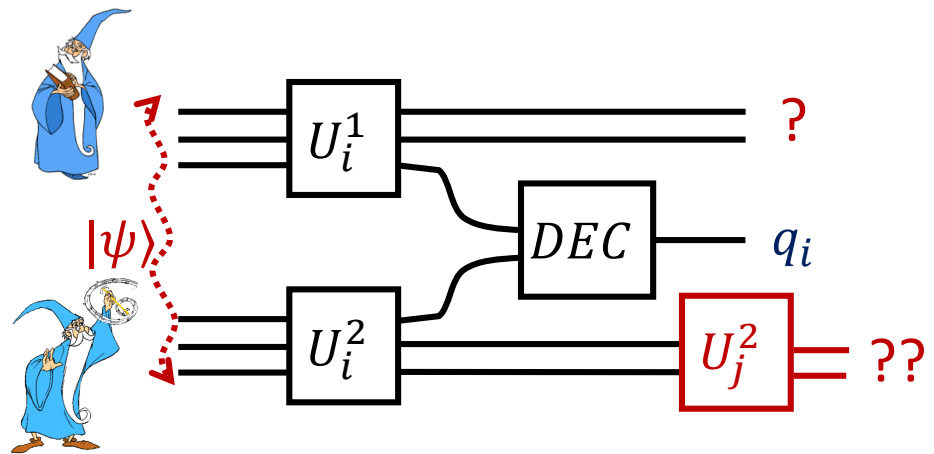 U_i^1
?
|ψ⟩
DEC
q_i
U_i^2
U_j^2
??